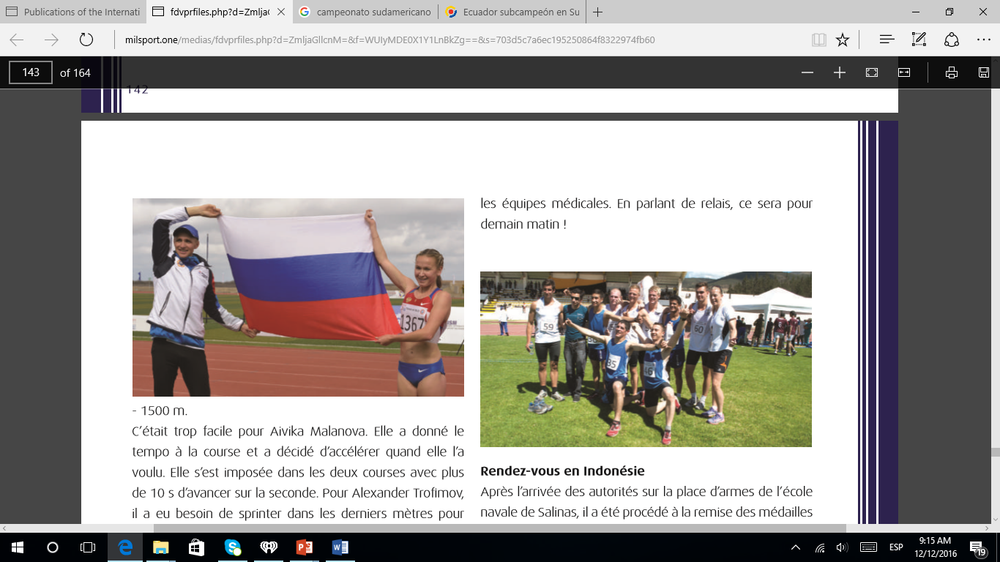 Publications of the Internati
fdvprfiles.php?d=ZmljaG
campeonato sudamericano
Ecuador subcampeón en Su
milsport.one/medias/fdvprfiles.php?d=ZmljaGllcnM=&f=WUIyMDE0X1Y1LnBkZg==&s=703d5c7a6ec195250864f8322974fb60
143 of 164
142
1367
- 1500 m.
C’était trop facile pour Aivika Malanova. Elle a donné le
tempo à la course et a décidé d’accélérer quand elle l’a
voulu. Elle s’est imposée dans les deux courses avec plus
de 10 s d’avancer sur la seconde. Pour Alexander Trofimov,
il a eu besoin de sprinter dans les derniers mètres pour
les équipes médicales. En parlant de relais, ce sera pour
demain matin !
59
60
85
Rendez-vous en Indonésie
Après l’arrivée des autorités sur la place d’armes de l’école
navale de Salinas, il a été procédé à la remise des médailles
ESP
9:15 AM
12/12/2016
19